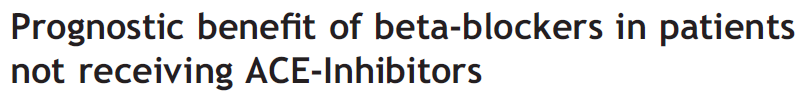 Prognostic benefit of beta-blockers in patients
not receiving ACE-Inhibitors